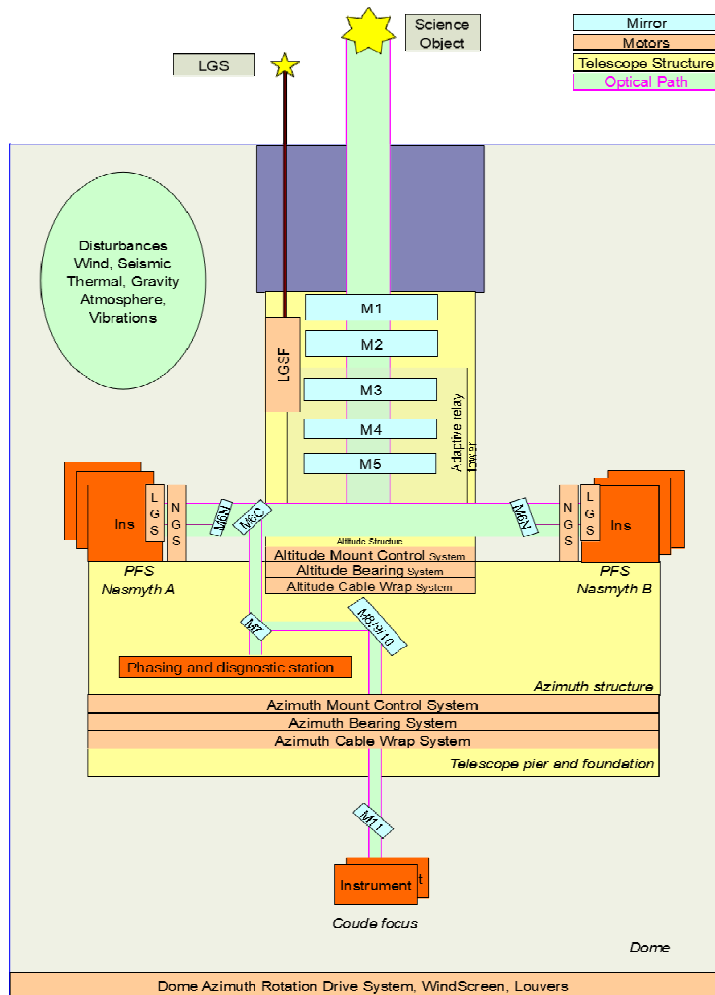 Science
Object
LGS
Mirror
Motors
Telescope Structure
Optical Path
Disturbances
Wind, Seismic
Thermal, Gravity
Atmosphere,
Vibrations
M1
M2
LGSF
M3
M4
M5
Adaptive relay
tower
Ins
LGS
NGS
M6N
M6C
M6N
NGS
LGS
Ins
Altitude Structure
Altitude Mount Control System
Altitude Bearing System
Altitude Cable Wrap System
PFS
Nasmyth A
PFS
Nasmyth B
M7
M8/9/10
Phasing and disgnostic station
Azimuth structure
Azimuth Mount Control System
Azimuth Bearing System
Azimuth Cable Wrap System
Telescope pier and foundation
M11
Instrument
t
Coude focus
Dome
Dome Azimuth Rotation Drive System, WindScreen, Louvers